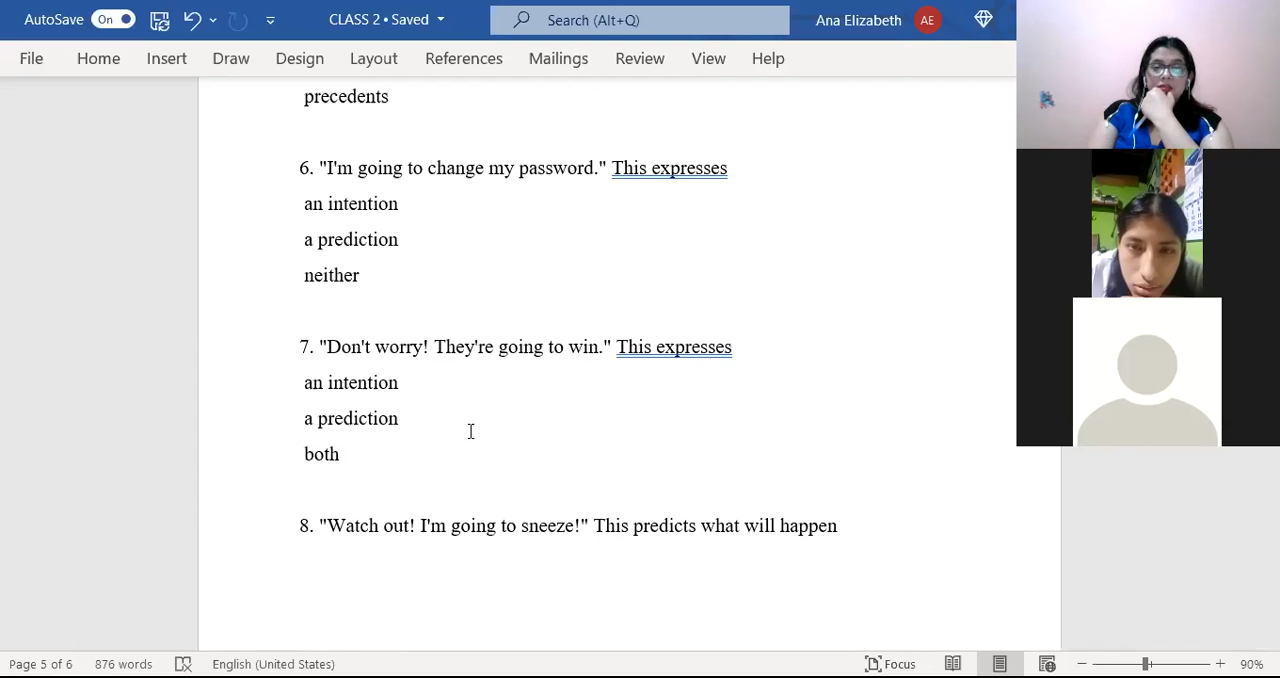 AutoSave On CLASS 2 • Saved Search (Alt+Q) Ana Elizabeth AE
File Home Insert Draw Design Layout References Mailings Review View Help
precedents
6. "I'm going to change my password." This expresses
an intention
a prediction
neither
7. "Don't worry! They're going to win." This expresses
an intention
a prediction
both
8. "Watch out! I'm going to sneeze!" This predicts what will happen
Page 5 of 6 876 words English (United States) Focus 90%